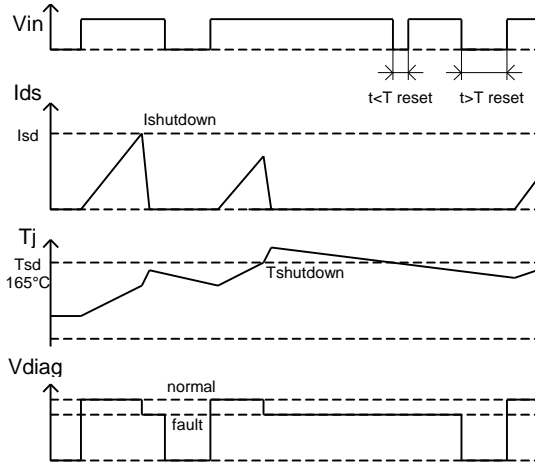 Vin
t<T reset
t>T reset
Ids
Ishutdown
Isd
Tj
Tsd
165°C
Tshutdown
Vdiag
normal
fault